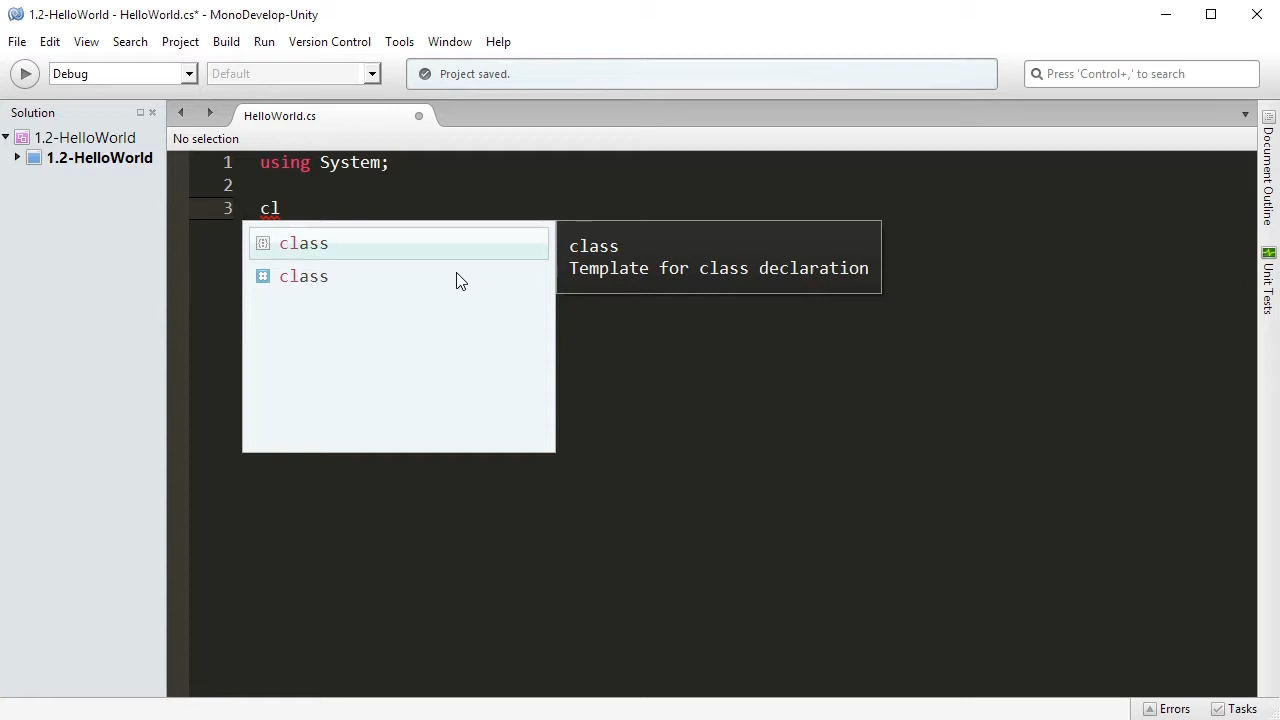 1.2-HelloWorld - HelloWorld.cs* - MonoDevelop-Unity
File Edit View Search Project Build Run Version Control Tools Window Help
Debug Default Project saved. Press 'Control+,' to search
Solution HelloWorld.cs
1.2-HelloWorld No selection
1.2-HelloWorld
1 using System;
2
3 cl
class
class
class
Template for class declaration
Document Outline
Unit Tests
Errors Tasks